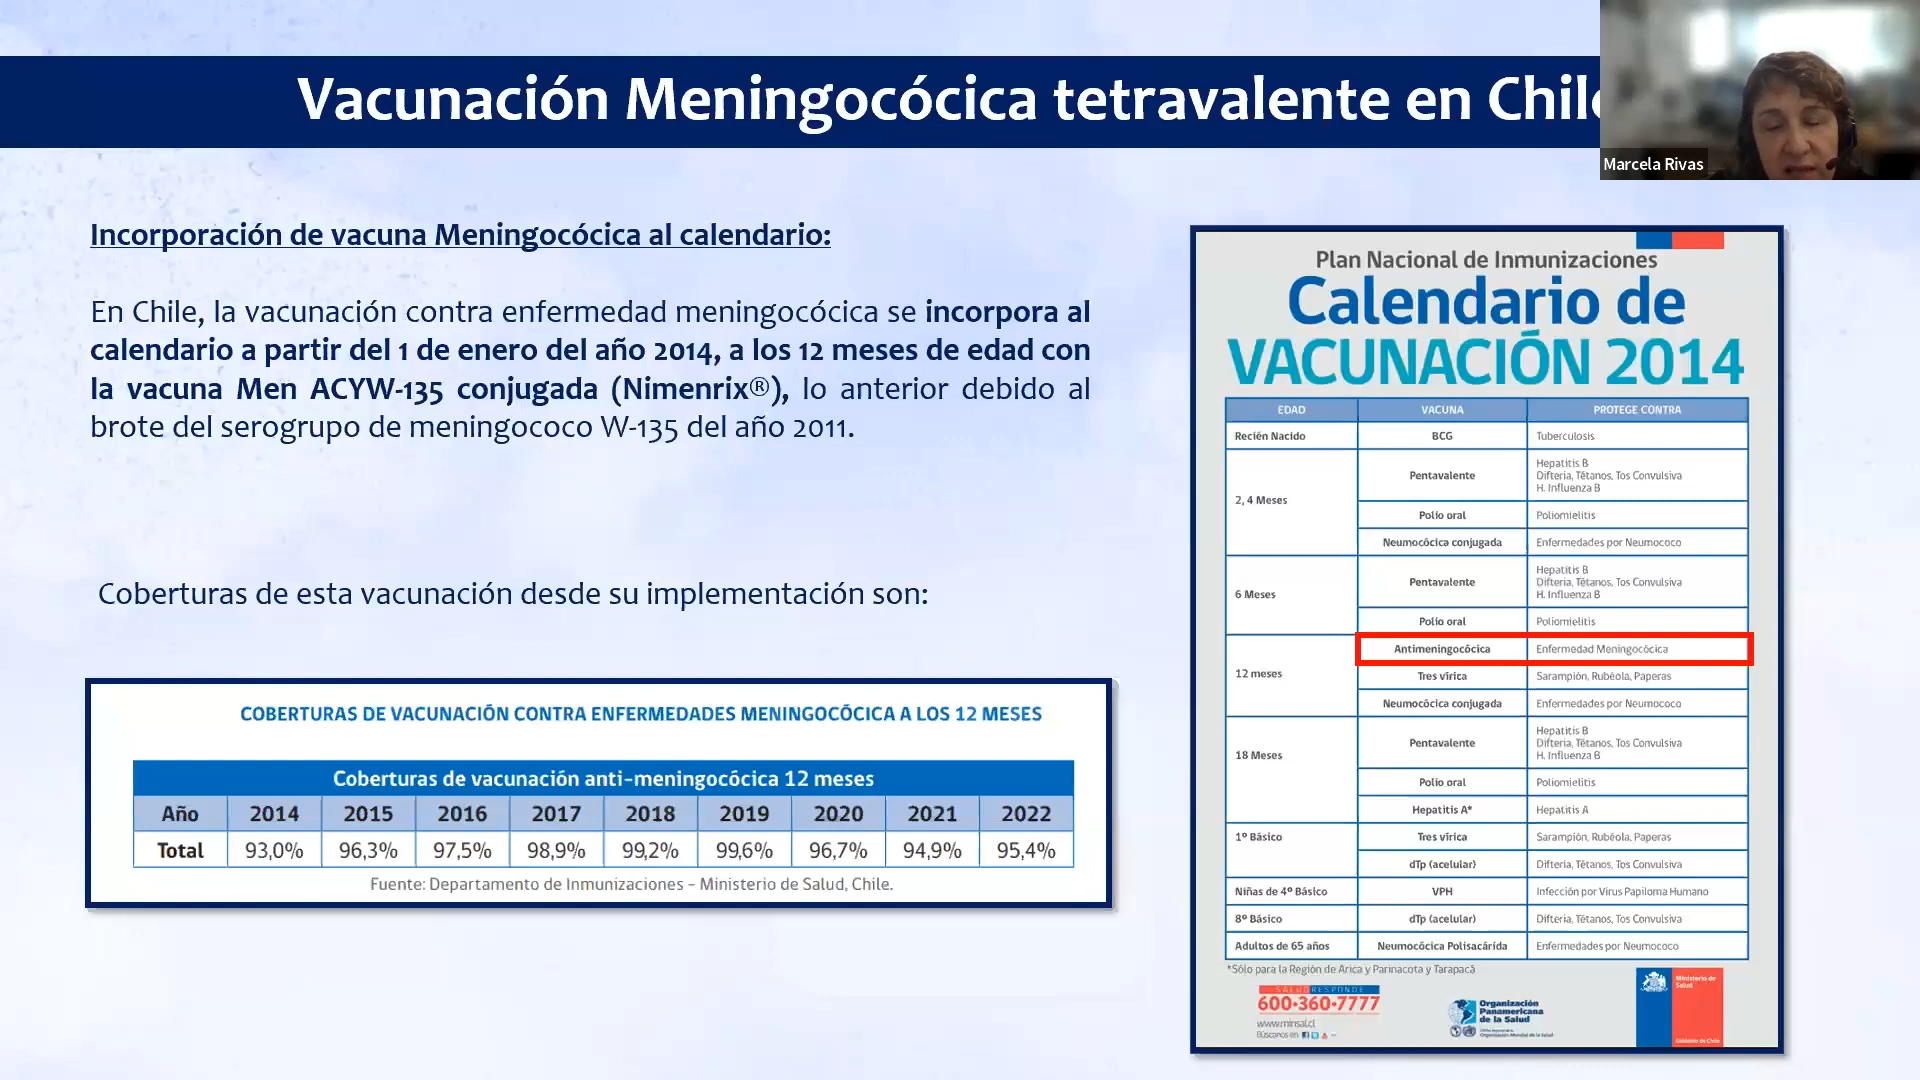 Vacunación Meningocócica tetravalente en Chile
Marcela Rivas
Incorporación de vacuna Meningocócica al calendario:
En Chile, la vacunación contra enfermedad meningocócica se incorpora al
calendario a partir del 1 de enero del año 2014, a los 12 meses de edad con
la vacuna Men ACYW-135 conjugada (Nimenrix®), lo anterior debido al
brote del serogrupo de meningococo W-135 del año 2011.
Coberturas de esta vacunación desde su implementación son:
COBERTURAS DE VACUNACIÓN CONTRA ENFERMEDADES MENINGOCÓCICA A LOS 12 MESES
Coberturas de vacunación anti-meningocócica 12 meses
Año 2014 2015 2016 2017 2018 2019 2020 2021 2022
Total 93,0% 96,3% 97,5% 98,9% 99,2% 99,6% 96,7% 94,9% 95,4%
Fuente: Departamento de Inmunizaciones - Ministerio de Salud, Chile.
Plan Nacional de Inmunizaciones
Calendario de
VACUNACIÓN 2014
EDAD VACUNA PROTEGE CONTRA
Recién Nacido BCG Tuberculosis
2, 4 Meses
Pentavalente
Hepatitis B
Difteria, Tétanos, Tos Convulsiva
H. Influenza B
Polio oral Poliomielitis
Neumocócica conjugada Enfermedades por Neumococo
6 Meses
Pentavalente
Hepatitis B
Difteria, Tétanos, Tos Convulsiva
H. Influenza B
Polio oral Poliomielitis
12 meses
Antimeningocócica Enfermedad Meningocócica
Tres vírica Sarampión, Rubéola, Paperas
Neumocócica conjugada Enfermedades por Neumococo
18 Meses
Pentavalente
Hepatitis B
Difteria, Tétanos, Tos Convulsiva
H. Influenza B
Polio oral Poliomielitis
Hepatitis A* Hepatitis A
1º Básico
Tres vírica Sarampión, Rubéola, Paperas
dTp (acelular) Difteria, Tétanos, Tos Convulsiva
Niñas de 4º Básico VPH Infección por Virus Papiloma Humano
8º Básico dTp (acelular) Difteria, Tétanos, Tos Convulsiva
Adultos de 65 años Neumocócica Polisacárida Enfermedades por Neumococo
*Sólo para la Región de Arica y Parinacota y Tarapacá
SALUD RESPONDE
600·360·7777
www.minsal.cl
Búsconos en
Organización
Panamericana
de la Salud
Ministerio de
Salud
Gobierno de Chile